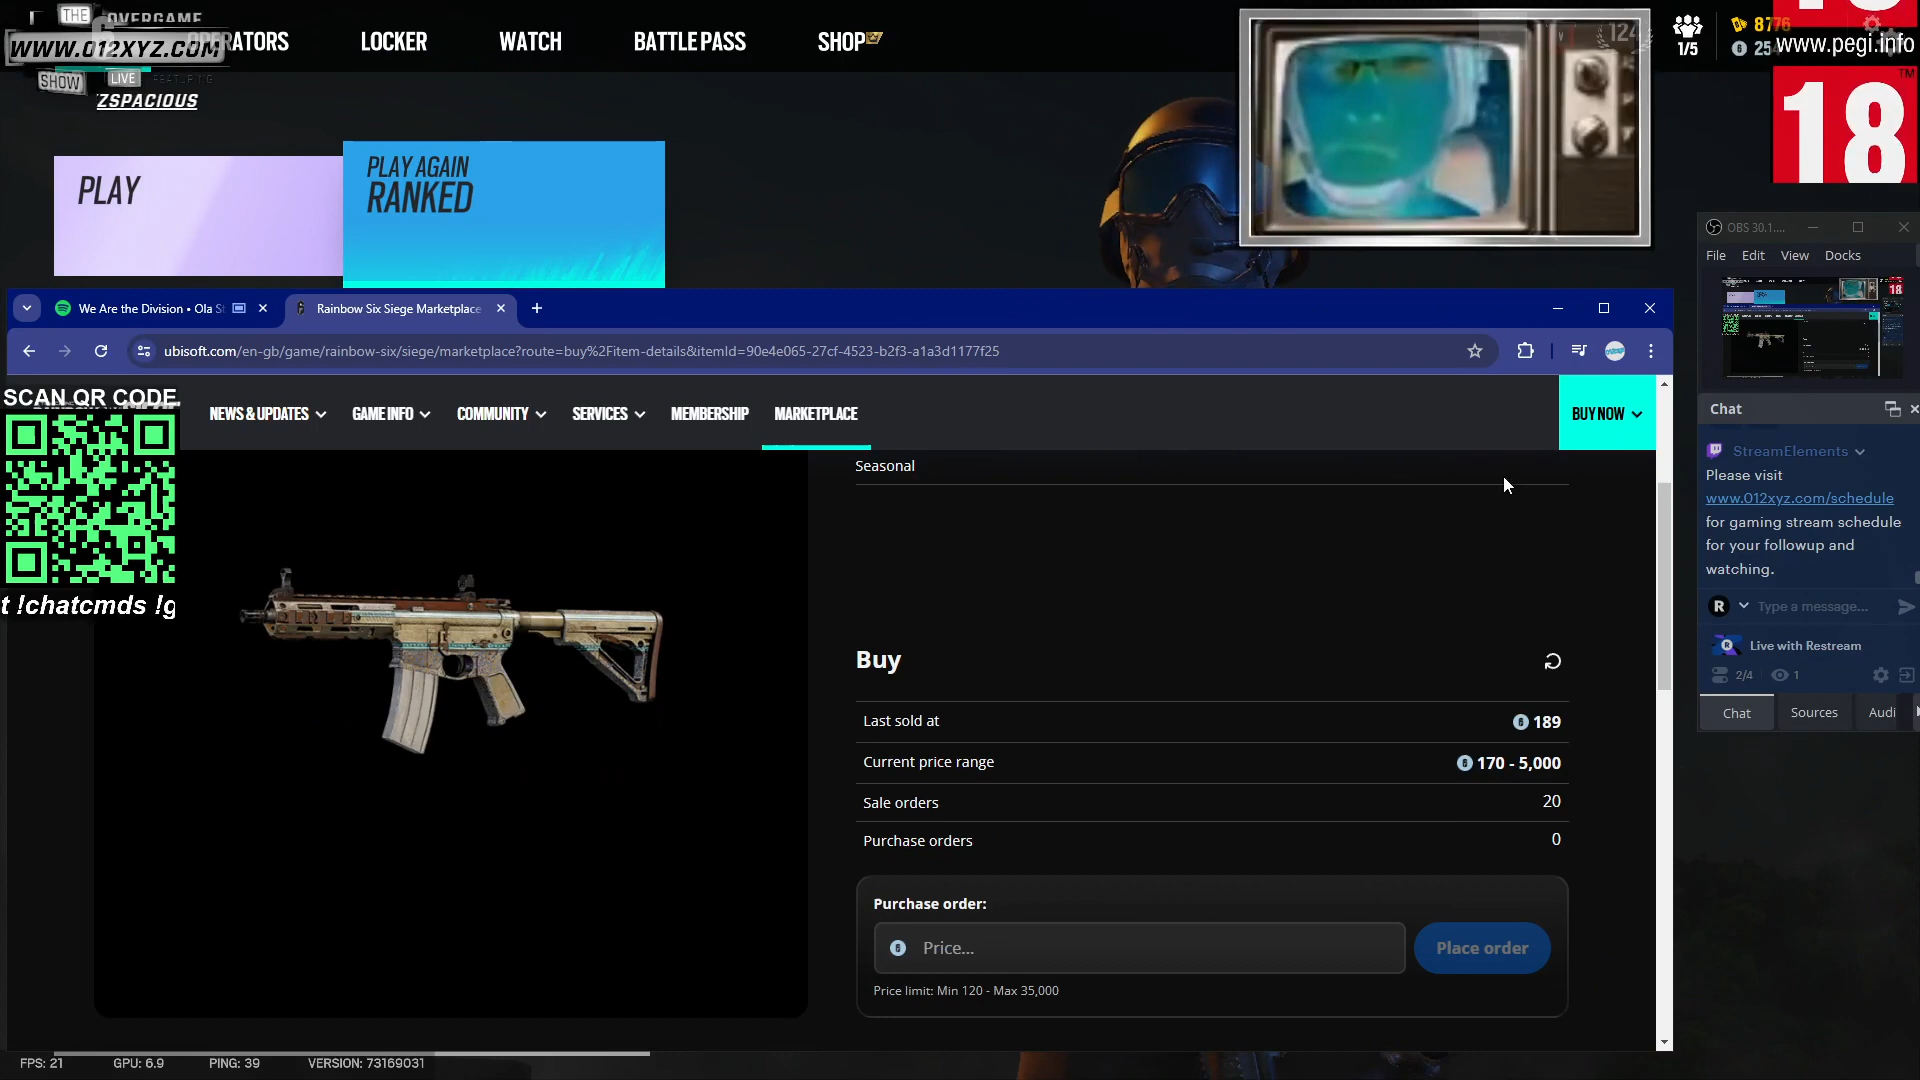 THE OVERGAME
WWW.012XYZ.COM
SHOW LIVE FEATURING
ZSPACIOUS
OPERATORS
LOCKER
WATCH
BATTLE PASS
SHOP
124
1/5
8776
www.pegi.info
18
TM
PLAY
PLAY AGAIN
RANKED
We Are the Division • Ola S
Rainbow Six Siege Marketplace
ubisoft.com/en-gb/game/rainbow-six/siege/marketplace?route=buy%2Fitem-details&itemId=90e4e065-27cf-4523-b2f3-a1a3d1177f25
NEWS & UPDATES
GAME INFO
COMMUNITY
SERVICES
MEMBERSHIP
MARKETPLACE
BUY NOW
SCAN QR CODE.
t !chatcmds !g
Seasonal
Buy
Last sold at 189
Current price range 170 - 5,000
Sale orders 20
Purchase orders 0
Purchase order:
Price...
Place order
Price limit: Min 120 - Max 35,000
OBS 30.1....
File Edit View Docks
18
Chat
StreamElements
Please visit
www.012xyz.com/schedule
for gaming stream schedule
for your followup and
watching.
R Type a message...
Live with Restream
2/4 1
Chat Sources Audi
FPS: 21 GPU: 6.9 PING: 39 VERSION: 73169031